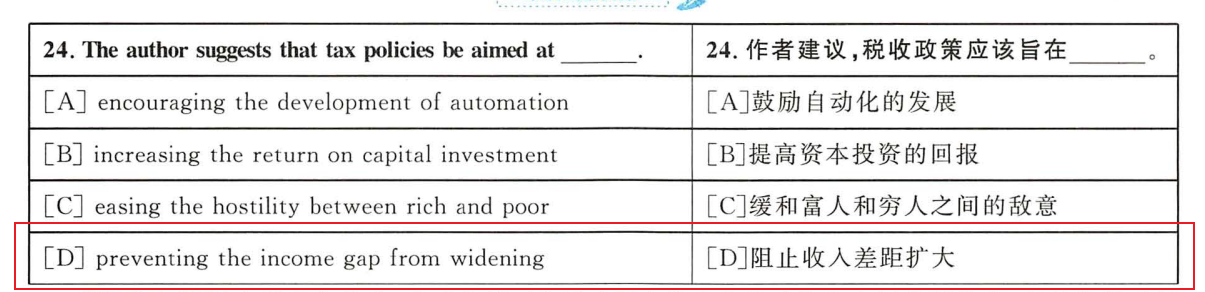 24. The author suggests that tax policies be aimed at ______. 24. 作者建议,税收政策应该旨在______。
[A] encouraging the development of automation [A]鼓励自动化的发展
[B] increasing the return on capital investment [B]提高资本投资的回报
[C] easing the hostility between rich and poor [C]缓和富人和穷人之间的敌意
[D] preventing the income gap from widening [D]阻止收入差距扩大